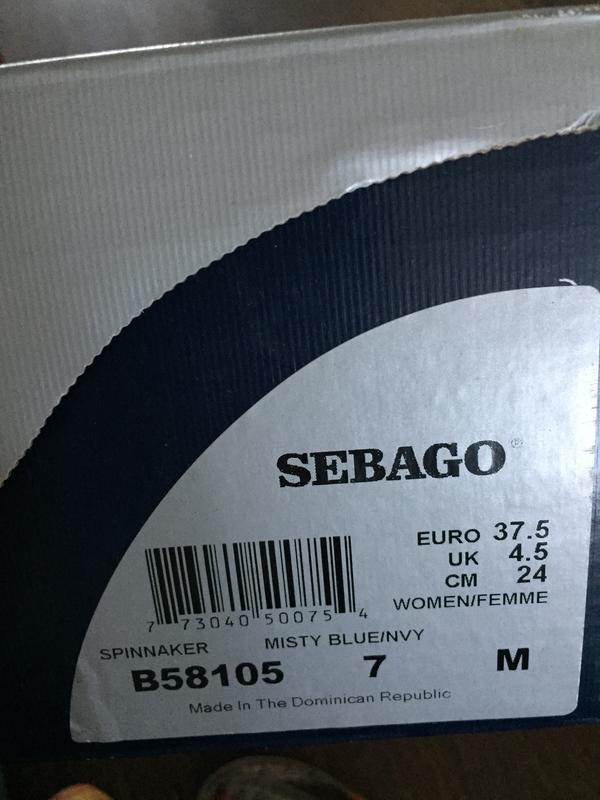 SEBAGO®
EURO 37.5
UK 4.5
CM 24
WOMEN/FEMME
7 73040 50075 4
SPINNAKER MISTY BLUE/NVY
B58105 7 M
Made In The Dominican Republic